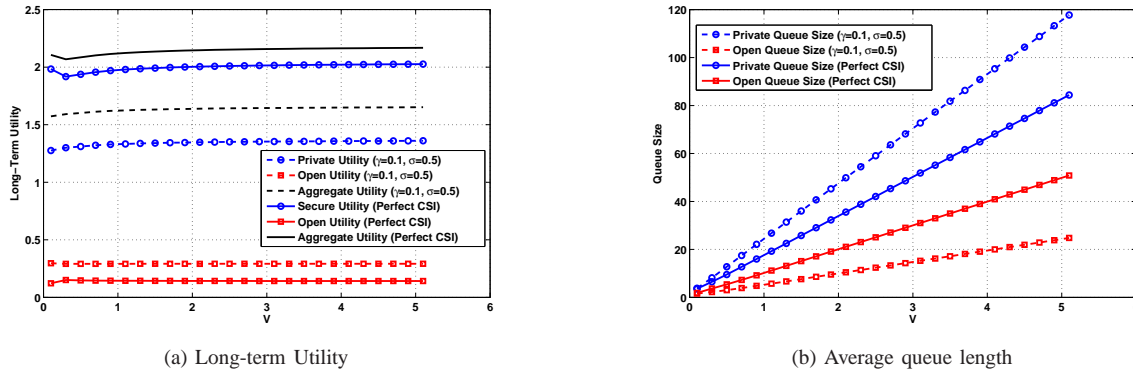 2.5
2
1.5
1
0.5
0
0 1 2 3 4 5 6
Long−Term Utility
V
Private Utility (γ=0.1, σ=0.5)
Open Utility (γ=0.1, σ=0.5)
Aggregate Utility (γ=0.1, σ=0.5)
Secure Utility (Perfect CSI)
Open Utility (Perfect CSI)
Aggregate Utility (Perfect CSI)
(a) Long-term Utility
120
100
80
60
40
20
0
0 1 2 3 4 5
Queue Size
V
Private Queue Size (γ=0.1, σ=0.5)
Open Queue Size (γ=0.1, σ=0.5)
Private Queue Size (Perfect CSI)
Open Queue Size (Perfect CSI)
(b) Average queue length